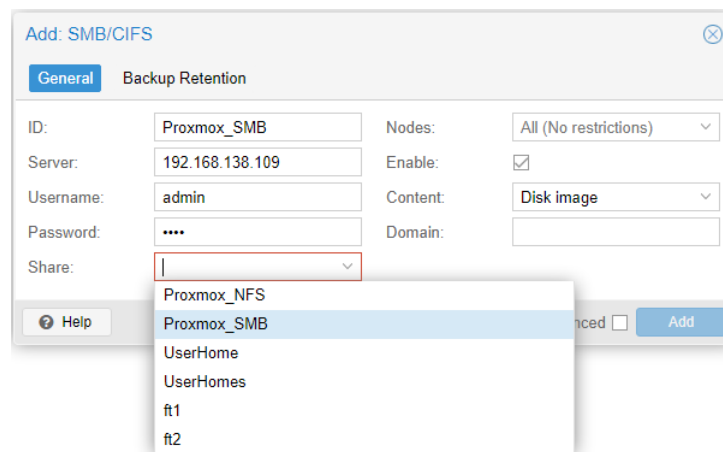 Add: SMB/CIFS
General Backup Retention
ID: Proxmox_SMB Nodes: All (No restrictions)
Server: 192.168.138.109 Enable:
Username: admin Content: Disk image
Password: •••• Domain:
Share:
Proxmox_NFS
Help Proxmox_SMB nced Add
UserHome
UserHomes
ft1
ft2